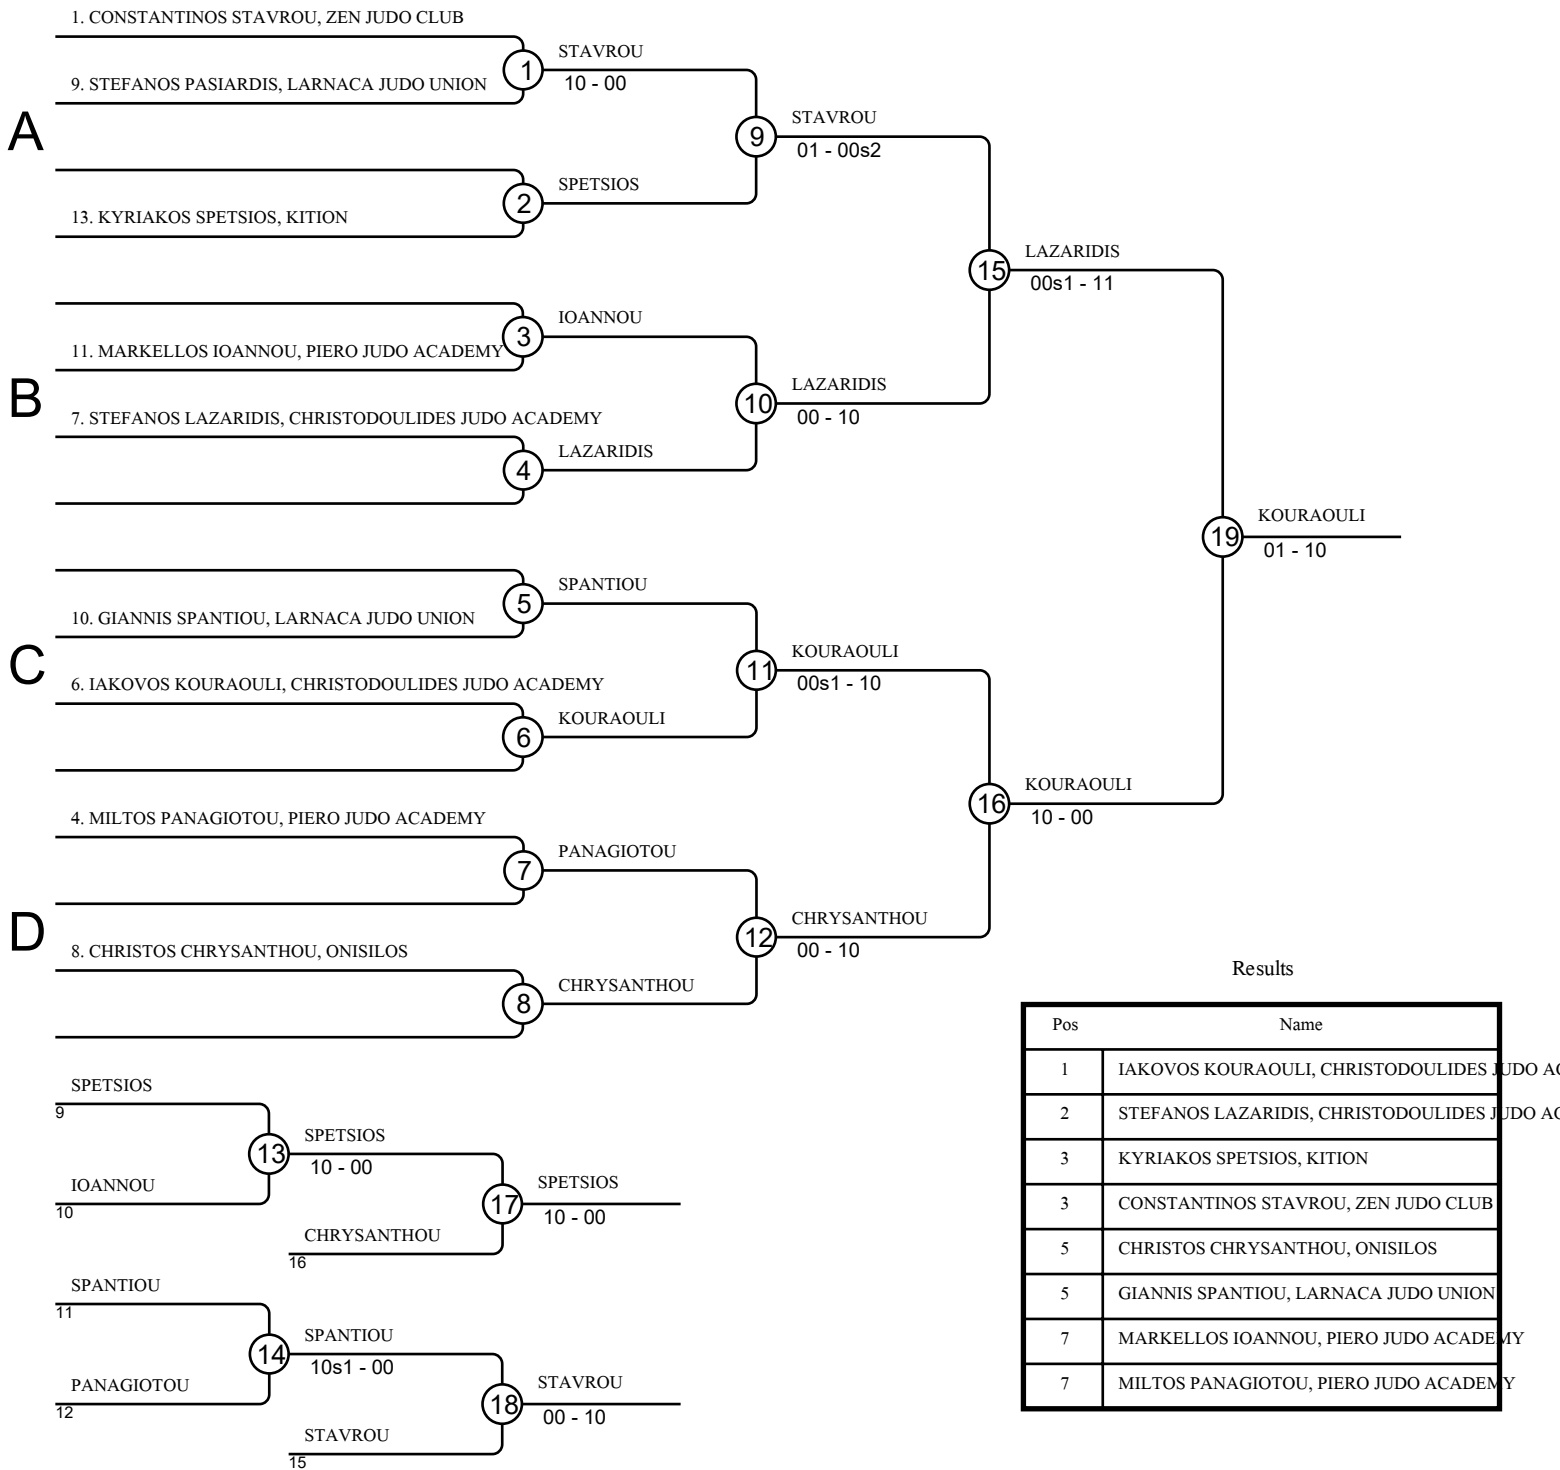 1. CONSTANTINOS STAVROU, ZEN JUDO CLUB
9. STEFANOS PASIARDIS, LARNACA JUDO UNION
1
STAVROU
10 - 00
A
13. KYRIAKOS SPETSIOS, KITION
2
SPETSIOS
9
STAVROU
01 - 00s2
11. MARKELLOS IOANNOU, PIERO JUDO ACADEMY
3
IOANNOU
B
7. STEFANOS LAZARIDIS, CHRISTODOULIDES JUDO ACADEMY
4
LAZARIDIS
10
LAZARIDIS
00 - 10
15
LAZARIDIS
00s1 - 11
10. GIANNIS SPANTIOU, LARNACA JUDO UNION
5
SPANTIOU
C
6. IAKOVOS KOURAOULI, CHRISTODOULIDES JUDO ACADEMY
6
KOURAOULI
11
KOURAOULI
00s1 - 10
4. MILTOS PANAGIOTOU, PIERO JUDO ACADEMY
7
PANAGIOTOU
D
8. CHRISTOS CHRYSANTHOU, ONISILOS
8
CHRYSANTHOU
12
CHRYSANTHOU
00 - 10
16
KOURAOULI
10 - 00
19
KOURAOULI
01 - 10
SPETSIOS
9
IOANNOU
10
13
SPETSIOS
10 - 00
CHRYSANTHOU
16
17
SPETSIOS
10 - 00
SPANTIOU
11
PANAGIOTOU
12
14
SPANTIOU
10s1 - 00
STAVROU
15
18
STAVROU
00 - 10
Results
Pos Name
1 IAKOVOS KOURAOULI, CHRISTODOULIDES JUDO AC
2 STEFANOS LAZARIDIS, CHRISTODOULIDES JUDO AC
3 KYRIAKOS SPETSIOS, KITION
3 CONSTANTINOS STAVROU, ZEN JUDO CLUB
5 CHRISTOS CHRYSANTHOU, ONISILOS
5 GIANNIS SPANTIOU, LARNACA JUDO UNION
7 MARKELLOS IOANNOU, PIERO JUDO ACADEMY
7 MILTOS PANAGIOTOU, PIERO JUDO ACADEMY